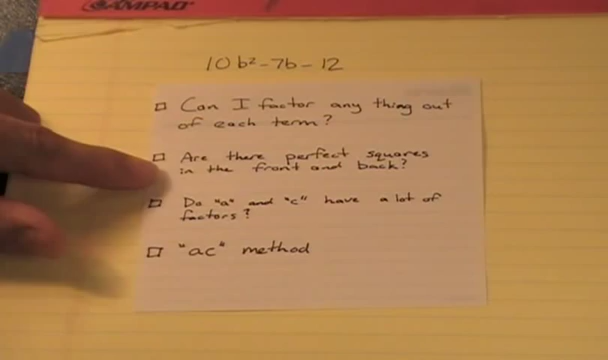 AMPAD
10b² - 7b - 12
Can I factor any thing out
of each term?
Are there perfect squares
in the front and back?
Do "a" and "c" have a lot of
factors?
"ac" method